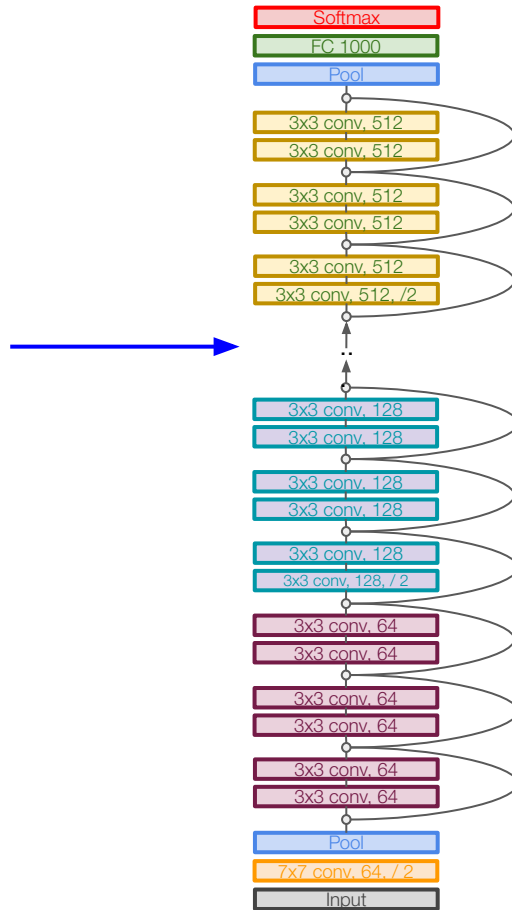 Softmax
FC 1000
Pool
3x3 conv, 512
3x3 conv, 512
3x3 conv, 512
3x3 conv, 512
3x3 conv, 512
3x3 conv, 512, /2
..
.
3x3 conv, 128
3x3 conv, 128
3x3 conv, 128
3x3 conv, 128
3x3 conv, 128
3x3 conv, 128, / 2
3x3 conv, 64
3x3 conv, 64
3x3 conv, 64
3x3 conv, 64
3x3 conv, 64
3x3 conv, 64
Pool
7x7 conv, 64, / 2
Input